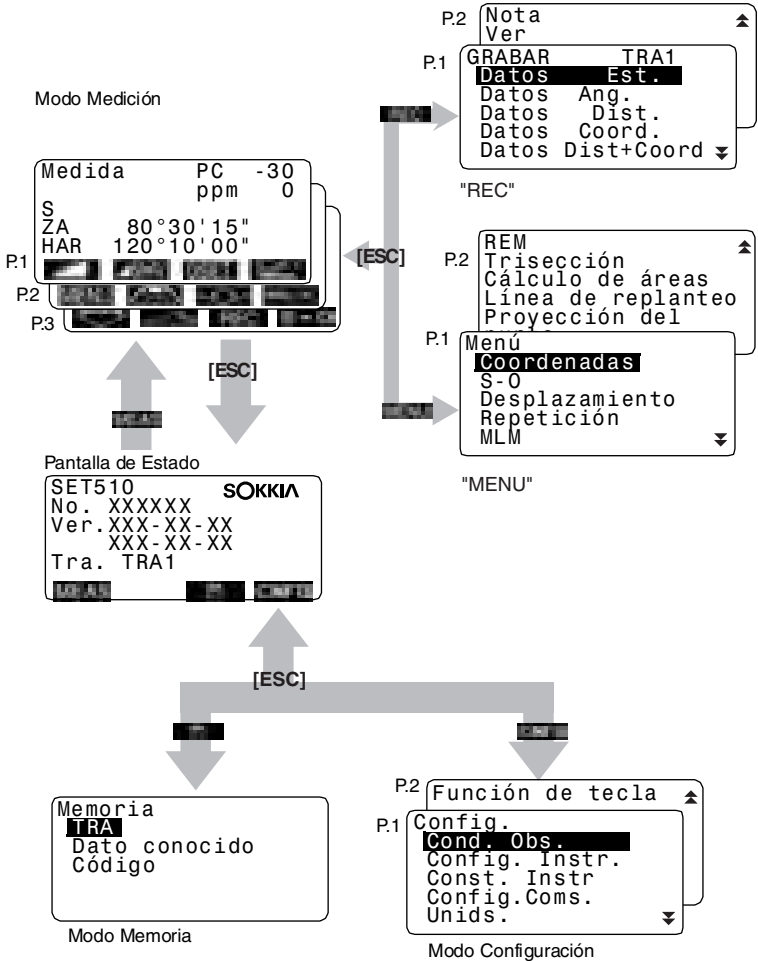 P.2
Nota
Ver
P.1
GRABAR TRA1
Datos Est.
Datos Ang.
Datos Dist.
Datos Coord.
Datos Dist+Coord
"REC"
Modo Medición
Medida PC -30
ppm 0
S
ZA 80°30'15"
HAR 120°10'00"
P.1
P.2
P.3
[ESC]
[ESC]
P.2
REM
Trisección
Cálculo de áreas
Línea de replanteo
Proyección del
P.1
Menú
Coordenadas
S-O
Desplazamiento
Repetición
MLM
"MENU"
MEAS
Pantalla de Estado
SET510 SOKKIA
No. XXXXXX
Ver.XXX-XX-XX
XXX-XX-XX
Tra. TRA1
MEAS CNFG
[ESC]
CNFG
Memoria
TRA
Dato conocido
Código
Modo Memoria
P.2
Función de tecla
P.1
Config.
Cond. Obs.
Config. Instr.
Const. Instr
Config.Coms.
Unids.
Modo Configuración